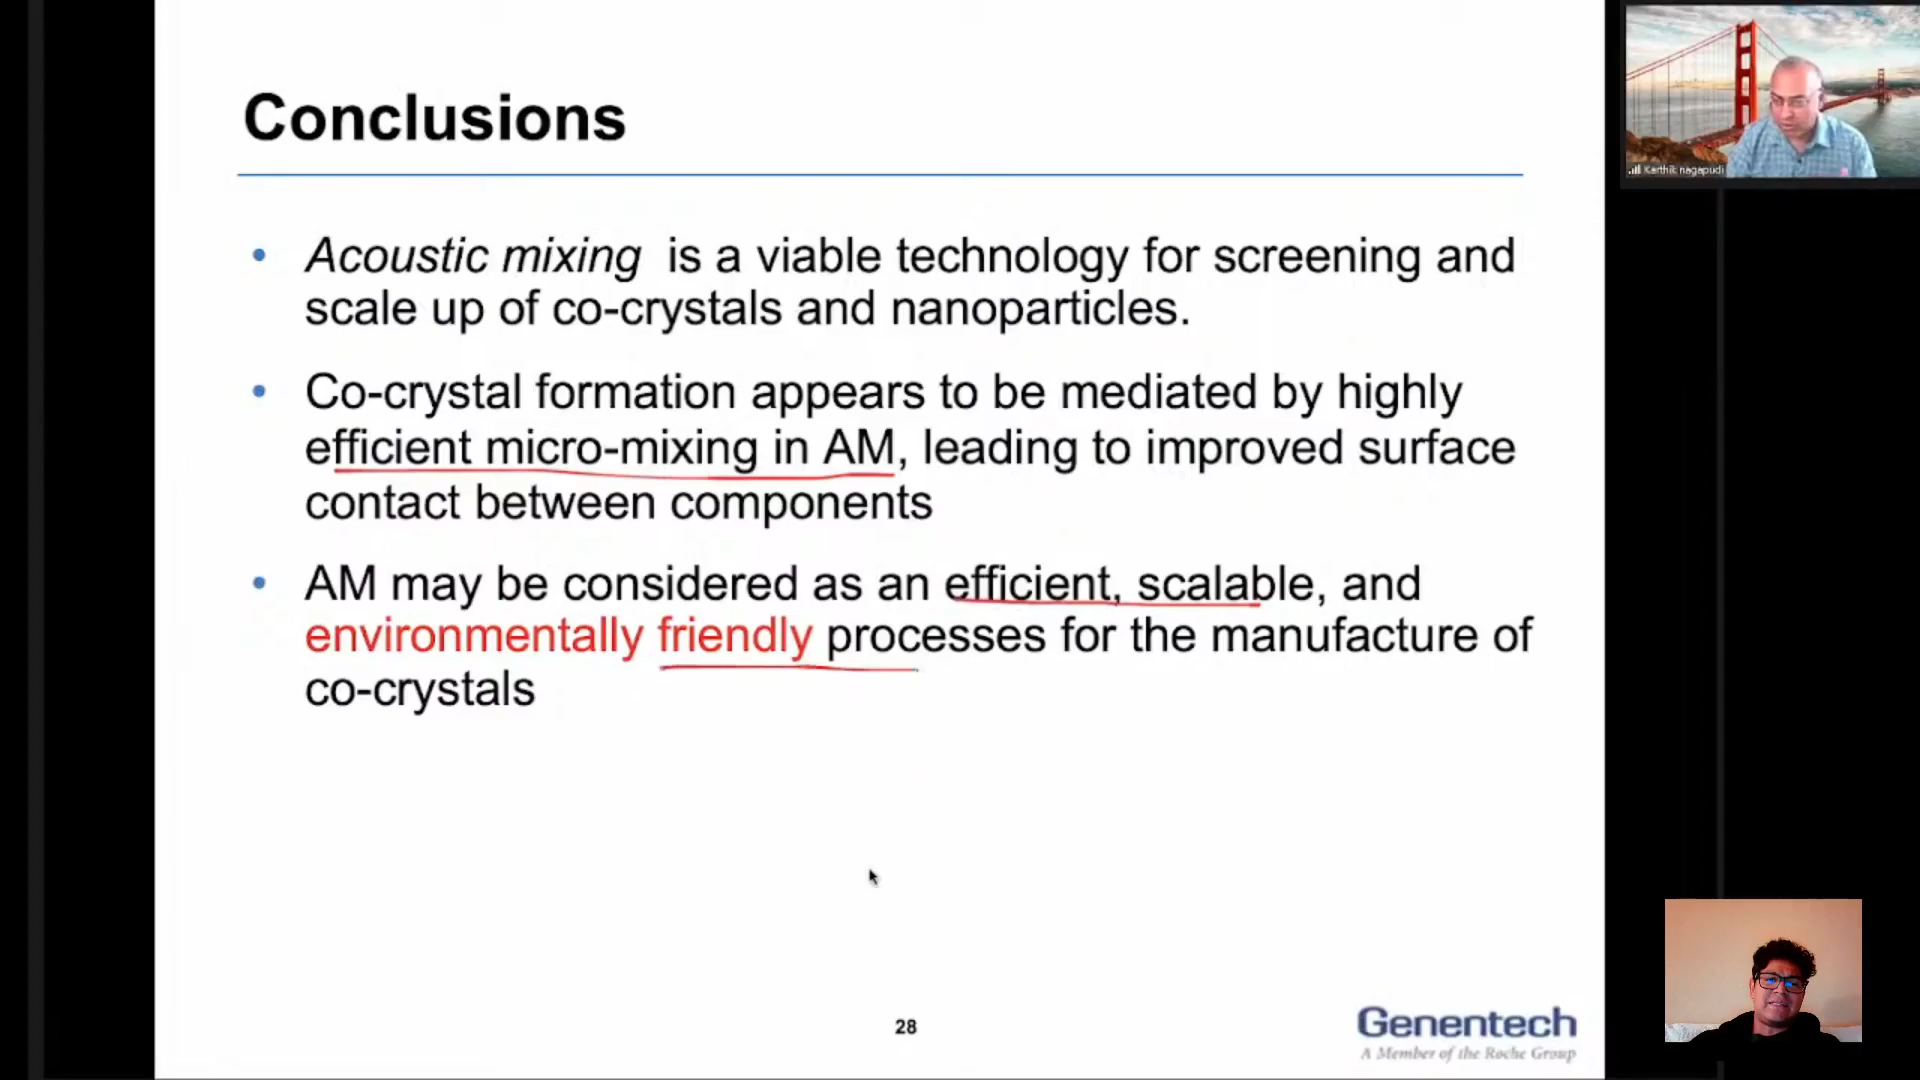 Conclusions
• Acoustic mixing is a viable technology for screening and
scale up of co-crystals and nanoparticles.
• Co-crystal formation appears to be mediated by highly
efficient micro-mixing in AM, leading to improved surface
contact between components
• AM may be considered as an efficient, scalable, and
environmentally friendly processes for the manufacture of
co-crystals
28
Genentech
A Member of the Roche Group
Karthik nagapudi